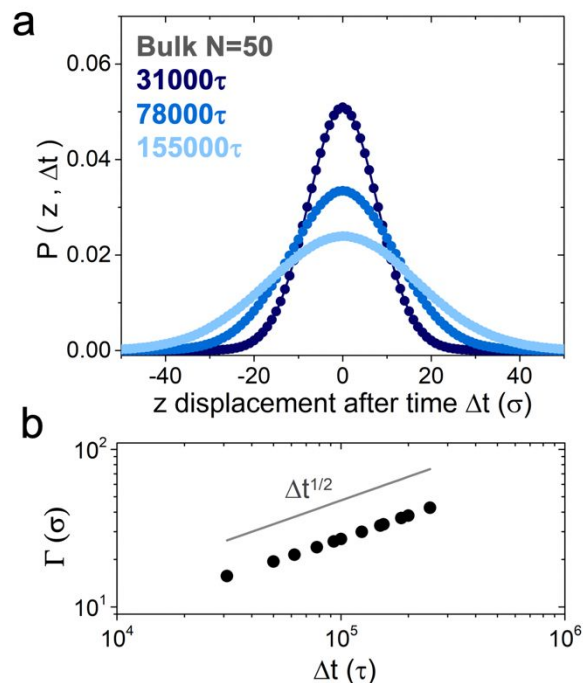 a
Bulk N=50
31000τ
78000τ
155000τ
0.06
0.04
0.02
0.00
P ( z , Δt )
-40 -20 0 20 40
z displacement after time Δt (σ)
b
10²
10¹
Γ (σ)
Δt^1/2
10⁴ 10⁵ 10⁶
Δt (τ)